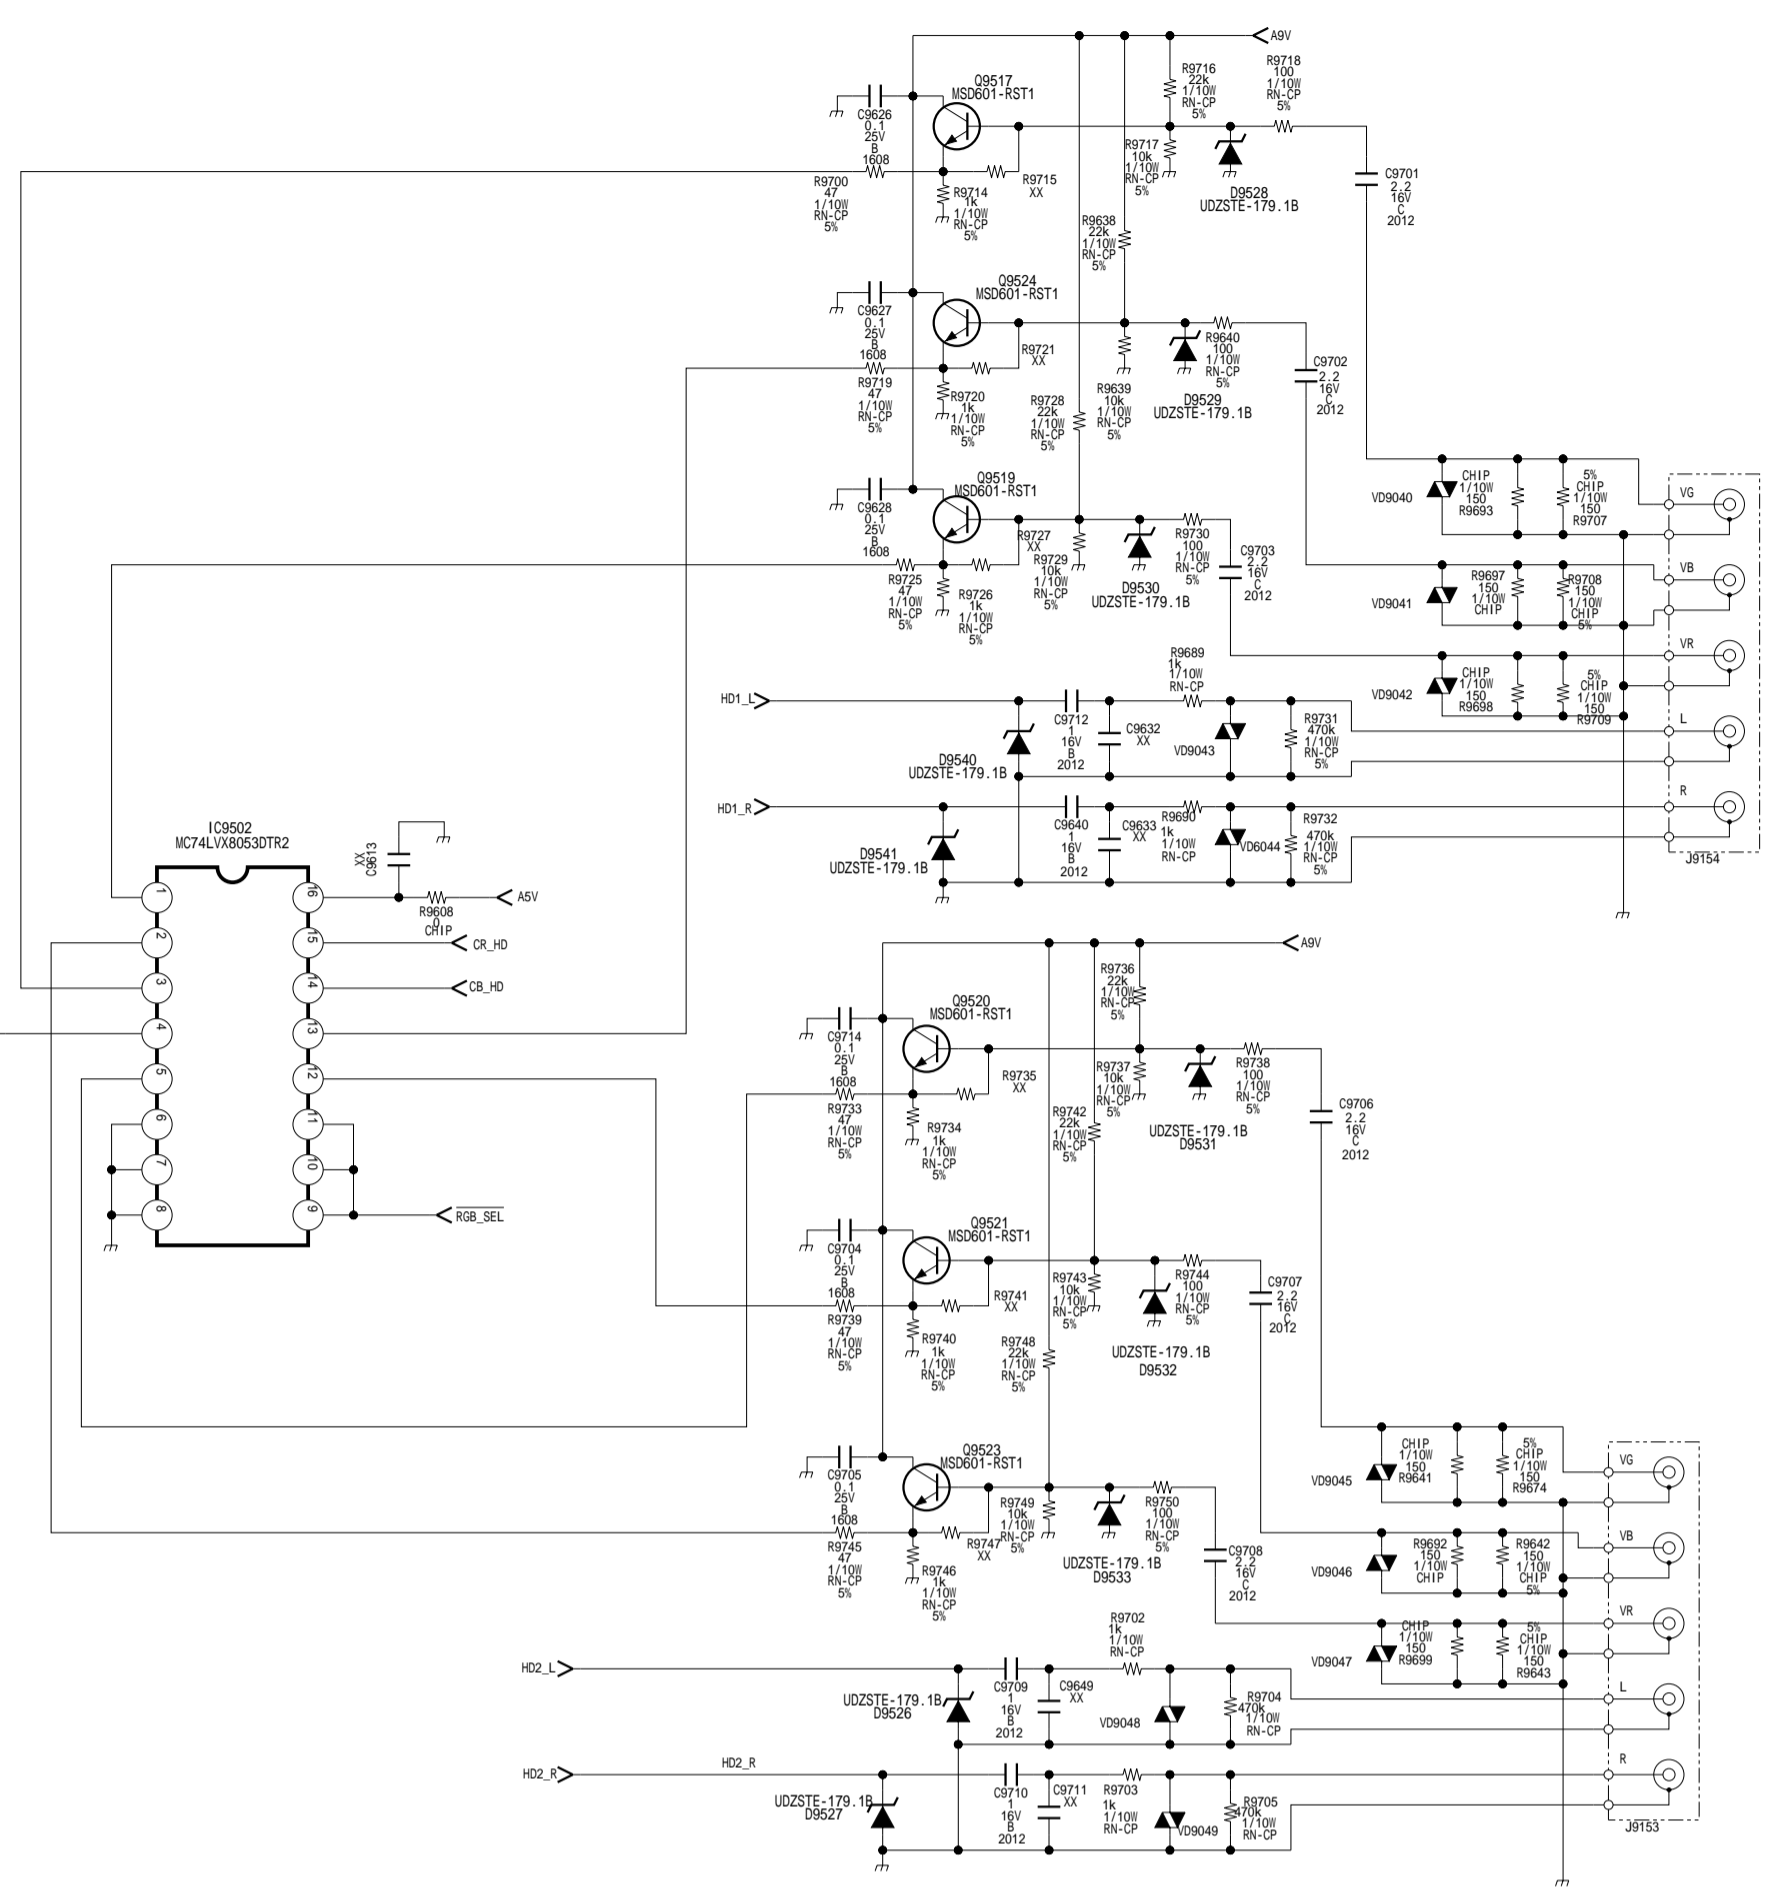 A9V
R9716
22k
1/10W
RN-CP
5%
R9718
100
1/10W
RN-CP
5%
Q9517
MSD601-RST1
C9626
0.1
25V
B
1608
R9700
47
1/10W
RN-CP
5%
R9714
1k
1/10W
RN-CP
5%
R9715
XX
R9717
10k
1/10W
RN-CP
5%
D9528
UDZSTE-179.1B
C9701
2.2
16V
C
2012
R9638
22k
1/10W
RN-CP
5%
Q9524
MSD601-RST1
C9627
0.1
25V
B
1608
R9719
47
1/10W
RN-CP
5%
R9721
XX
R9720
1k
1/10W
RN-CP
5%
R9728
22k
1/10W
RN-CP
5%
R9639
10k
1/10W
RN-CP
5%
R9640
100
1/10W
RN-CP
5%
D9529
UDZSTE-179.1B
C9702
2.2
16V
C
2012
Q9519
MSD601-RST1
C9628
0.1
25V
B
1608
R9725
47
1/10W
RN-CP
5%
R9726
1k
1/10W
RN-CP
5%
R9727
XX
R9729
10k
1/10W
RN-CP
5%
R9730
100
1/10W
RN-CP
5%
D9530
UDZSTE-179.1B
C9703
2.2
16V
C
2012
VD9040
CHIP
1/10W
150
R9693
5%
CHIP
1/10W
150
R9707
VG
VD9041
R9697
150
1/10W
CHIP
R9708
150
1/10W
CHIP
5%
VB
VD9042
CHIP
1/10W
150
R9698
5%
CHIP
1/10W
150
R9709
VR
L
R
J9154
HD1_L
D9540
UDZSTE-179.1B
C9712
1
16V
B
2012
C9632
XX
R9689
1k
1/10W
RN-CP
VD9043
R9731
470k
1/10W
RN-CP
5%
HD1_R
D9541
UDZSTE-179.1B
C9640
1
16V
B
2012
C9633
XX
R9690
1k
1/10W
RN-CP
VD6044
R9732
470k
1/10W
RN-CP
5%
IC9502
MC74LVX8053DTR2
XX
C9613
R9608
0
CHIP
A5V
CR_HD
CB_HD
RGB_SEL
1
2
3
4
5
6
7
8
16
15
14
13
12
11
10
9
A9V
R9736
22k
1/10W
RN-CP
5%
Q9520
MSD601-RST1
C9714
0.1
25V
B
1608
R9733
47
1/10W
RN-CP
5%
R9734
1k
1/10W
RN-CP
5%
R9735
XX
R9737
10k
1/10W
RN-CP
5%
R9738
100
1/10W
RN-CP
5%
R9742
22k
1/10W
RN-CP
5%
UDZSTE-179.1B
D9531
C9706
2.2
16V
C
2012
Q9521
MSD601-RST1
C9704
0.1
25V
B
1608
R9739
47
1/10W
RN-CP
5%
R9740
1k
1/10W
RN-CP
5%
R9741
XX
R9743
10k
1/10W
RN-CP
5%
R9744
100
1/10W
RN-CP
5%
R9748
22k
1/10W
RN-CP
5%
UDZSTE-179.1B
D9532
C9707
2.2
16V
C
2012
Q9523
MSD601-RST1
C9705
0.1
25V
B
1608
R9745
47
1/10W
RN-CP
5%
R9746
1k
1/10W
RN-CP
5%
R9747
XX
R9749
10k
1/10W
RN-CP
5%
R9750
100
1/10W
RN-CP
5%
UDZSTE-179.1B
D9533
C9708
2.2
16V
C
2012
VD9045
CHIP
1/10W
150
R9641
5%
CHIP
1/10W
150
R9674
VG
VD9046
R9692
150
1/10W
CHIP
R9642
150
1/10W
CHIP
5%
VB
VD9047
CHIP
1/10W
150
R9699
5%
CHIP
1/10W
150
R9643
VR
L
R
J9153
HD2_L
UDZSTE-179.1B
D9526
C9709
1
16V
B
2012
C9649
XX
R9702
1k
1/10W
RN-CP
VD9048
R9704
470k
1/10W
RN-CP
HD2_R
HD2_R
UDZSTE-179.1B
D9527
C9710
1
16V
B
2012
C9711
XX
R9703
1k
1/10W
RN-CP
VD9049
R9705
470k
1/10W
RN-CP